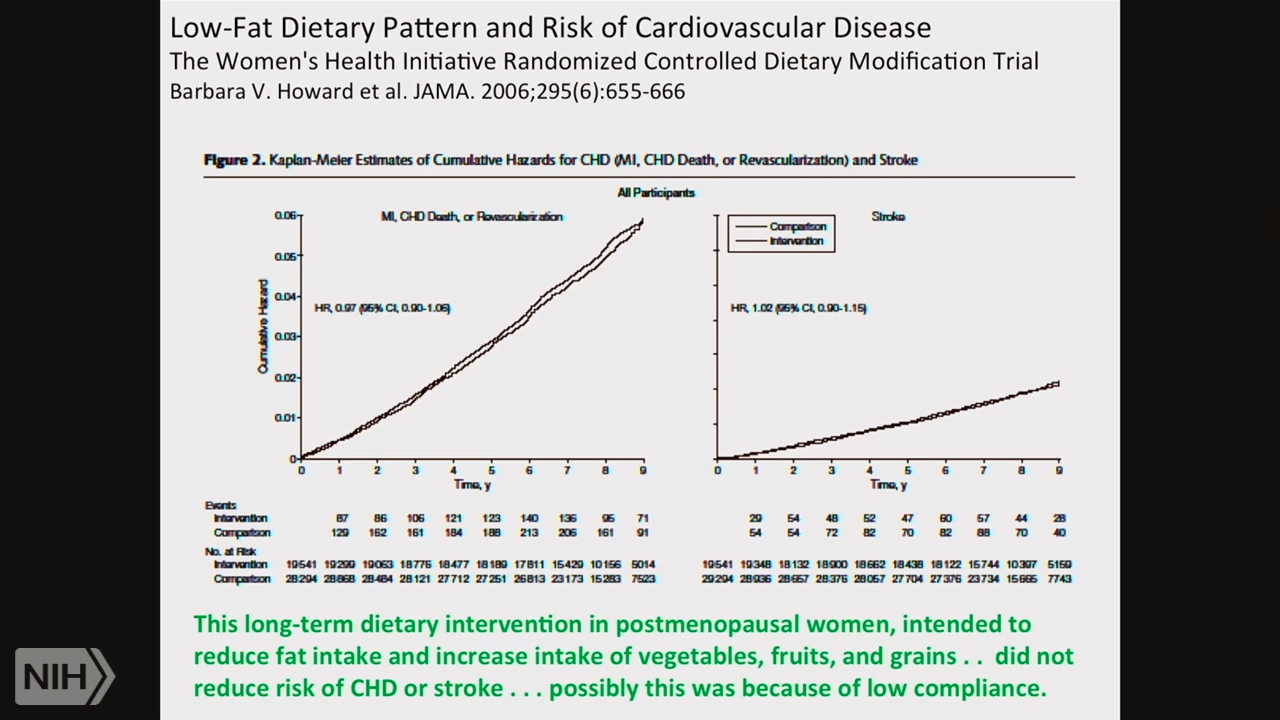 Low-Fat Dietary Pattern and Risk of Cardiovascular Disease
The Women's Health Initiative Randomized Controlled Dietary Modification Trial
Barbara V. Howard et al. JAMA. 2006;295(6):655-666
Figure 2. Kaplan-Meier Estimates of Cumulative Hazards for CHD (MI, CHD Death, or Revascularization) and Stroke
All Participants
MI, CHD Death, or Revascularization
Cumulative Hazard
0.06
0.05
0.04
0.03
0.02
0.01
0
HR, 0.97 (95% CI, 0.90-1.06)
0 1 2 3 4 5 6 7 8 9
Time, y
Stroke
Comparison
Intervention
HR, 1.02 (95% CI, 0.90-1.15)
0 1 2 3 4 5 6 7 8 9
Time, y
Events
Intervention 87 86 106 121 123 140 136 95 71 29 54 48 52 47 60 57 44 28
Comparison 129 162 161 184 188 213 206 161 91 54 54 72 82 70 82 88 70 40
No. at Risk
Intervention 19541 19299 19063 18776 18477 18189 17811 15429 10156 5014 19541 19348 18132 18900 18662 18438 18122 15744 10397 5159
Comparison 28294 28868 28484 28121 27712 27251 26813 23173 15283 7523 29294 28936 28657 28376 28057 27704 27376 23734 15665 7743
This long-term dietary intervention in postmenopausal women, intended to
reduce fat intake and increase intake of vegetables, fruits, and grains . . did not
reduce risk of CHD or stroke . . . possibly this was because of low compliance.
NIH